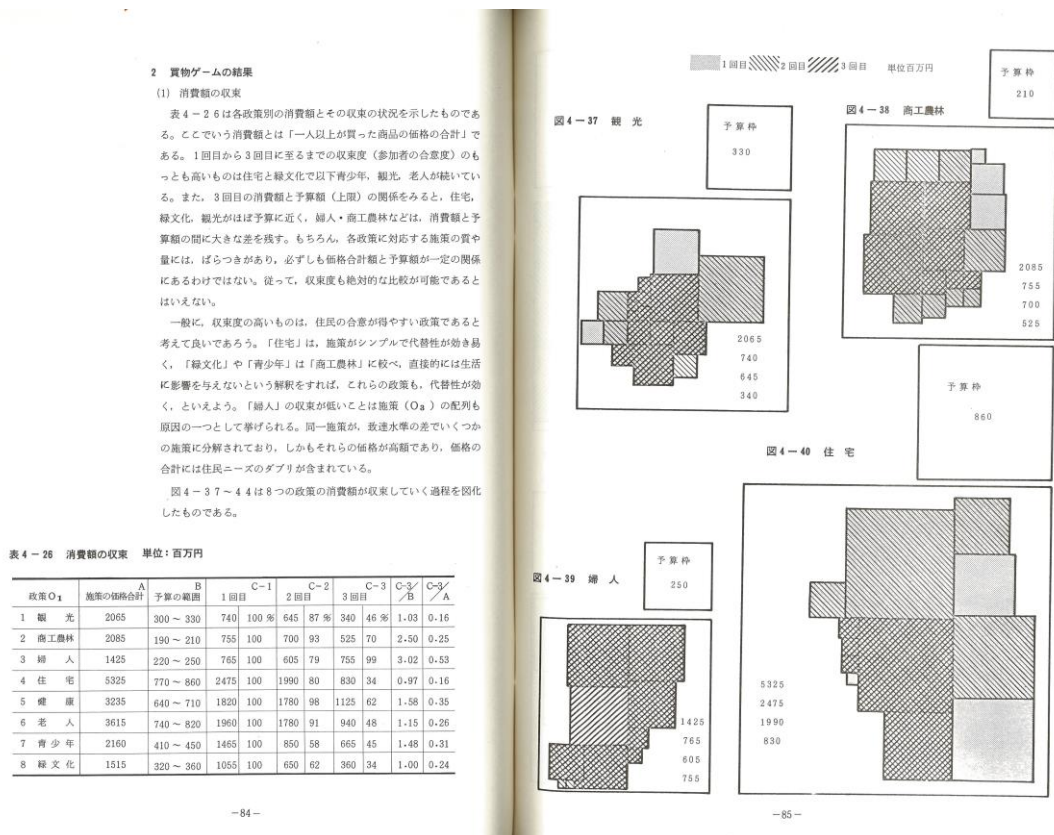 2　買物ゲームの結果
(1)　消費額の収束
表4－26は各政策別の消費額とその収束の状況を示したものであ
る。ここでいう消費額とは「一人以上が買った商品の価格の合計」で
ある。1回目から3回目に至るまでの収束度（参加者の合意度）のも
っとも高いものは住宅と緑文化で以下青少年，観光，老人が続いてい
る。また，3回目の消費額と予算額（上限）の関係をみると，住宅，
緑文化，観光がほぼ予算に近く，婦人・商工農林などは，消費額と予
算額の間に大きな差を残す。もちろん，各政策に対応する施策の質や
量には，ばらつきがあり，必ずしも価格合計額と予算額が一定の関係
にあるわけではない。従って，収束度も絶対的な比較が可能であると
はいえない。
一般に，収束度の高いものは，住民の合意が得やすい政策であると
考えて良いであろう。「住宅」は，施策がシンプルで代替性が効き易
く，「緑文化」や「青少年」は「商工農林」に較べ，直接的には生活
に影響を与えないという解釈をすれば，これらの政策も，代替性が効
く，といえよう。「婦人」の収束が低いことは施策（O₃）の配列も
原因の一つとして挙げられる。同一施策が，致達水準の差でいくつか
の施策に分解されており，しかもそれらの価格が高額であり，価格の
合計には住民ニーズのダブリが含まれている。
図4－37～44は8つの政策の消費額が収束していく過程を図化
したものである。
表4－26　消費額の収束　単位：百万円
政策O₁　A 施策の価格合計　B 予算の範囲　C－1 1回目　C－2 2回目　C－3 3回目　C-3/B　C-3/A
1　観光　2065　300～330　740　100%　645　87%　340　46%　1.03　0.16
2　商工農林　2085　190～210　755　100　700　93　525　70　2.50　0.25
3　婦人　1425　220～250　765　100　605　79　755　99　3.02　0.53
4　住宅　5325　770～860　2475　100　1990　80　830　34　0.97　0.16
5　健康　3235　640～710　1820　100　1780　98　1125　62　1.58　0.35
6　老人　3615　740～820　1960　100　1780　91　940　48　1.15　0.26
7　青少年　2160　410～450　1465　100　850　58　665　45　1.48　0.31
8　緑文化　1515　320～360　1055　100　650　62　360　34　1.00　0.24
－84－
1回目　2回目　3回目　単位百万円
予算枠
210
図4－37　観光
予算枠
330
図4－38　商工農林
2085
755
700
525
2065
740
645
340
予算枠
860
図4－40　住宅
図4－39　婦人
予算枠
250
1425
765
605
755
5325
2475
1990
830
－85－